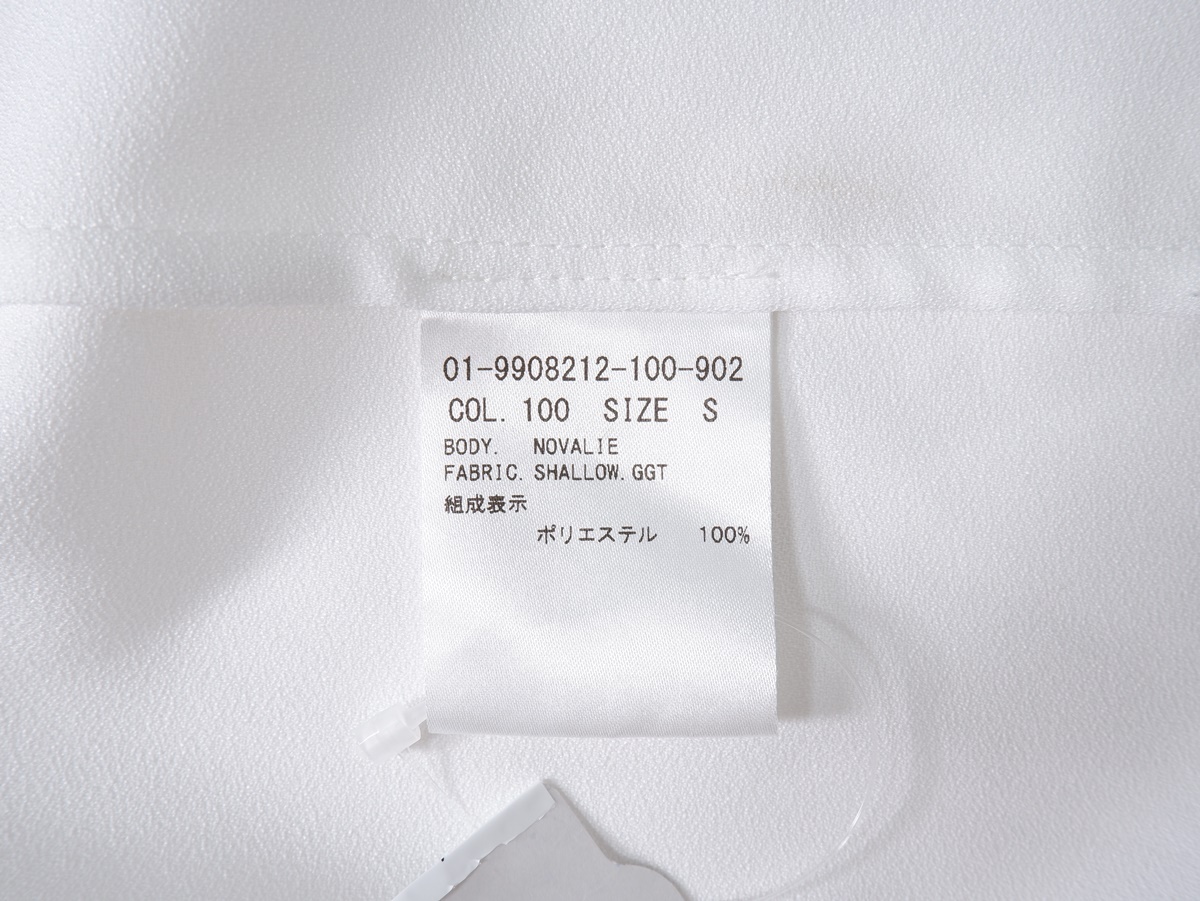 01-9908212-100-902
COL. 100 SIZE S
BODY. NOVALIE
FABRIC. SHALLOW.GGT
組成表示
ポリエステル 100%